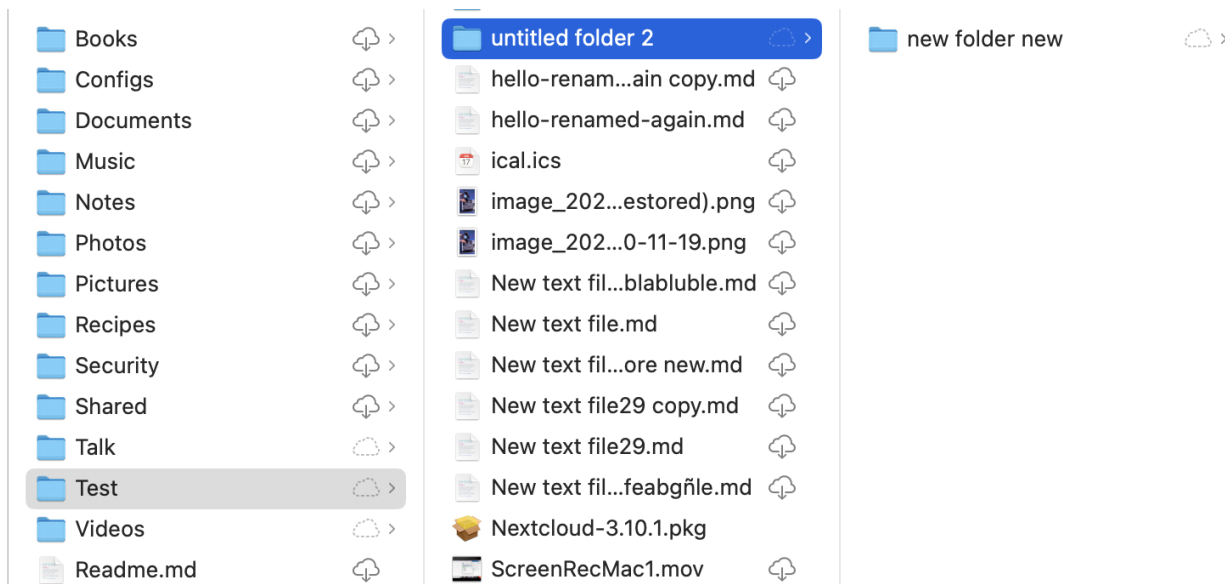 Books
Configs
Documents
Music
Notes
Photos
Pictures
Recipes
Security
Shared
Talk
Test
Videos
Readme.md
untitled folder 2
hello-renam...ain copy.md
hello-renamed-again.md
17
ical.ics
image_202...estored).png
image_202...0-11-19.png
New text fil...blabluble.md
New text file.md
New text fil...ore new.md
New text file29 copy.md
New text file29.md
New text fil...feabgñle.md
Nextcloud-3.10.1.pkg
ScreenRecMac1.mov
new folder new